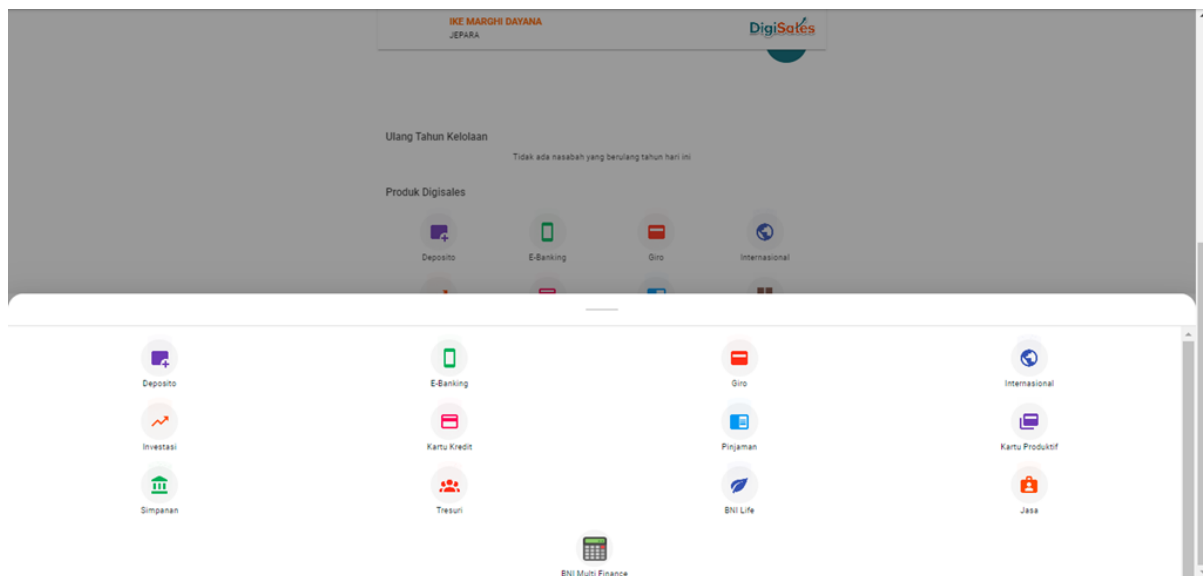 IKE MARGHI DAYANA
JEPARA
DigiSales
Ulang Tahun Kelolaan
Tidak ada nasabah yang berulang tahun hari ini
Produk Digisales
Deposito E-Banking Giro Internasional
Deposito E-Banking Giro Internasional
Investasi Kartu Kredit Pinjaman Kartu Produktif
Simpanan Tresuri BNI Life Jasa
BNI Multi Finance